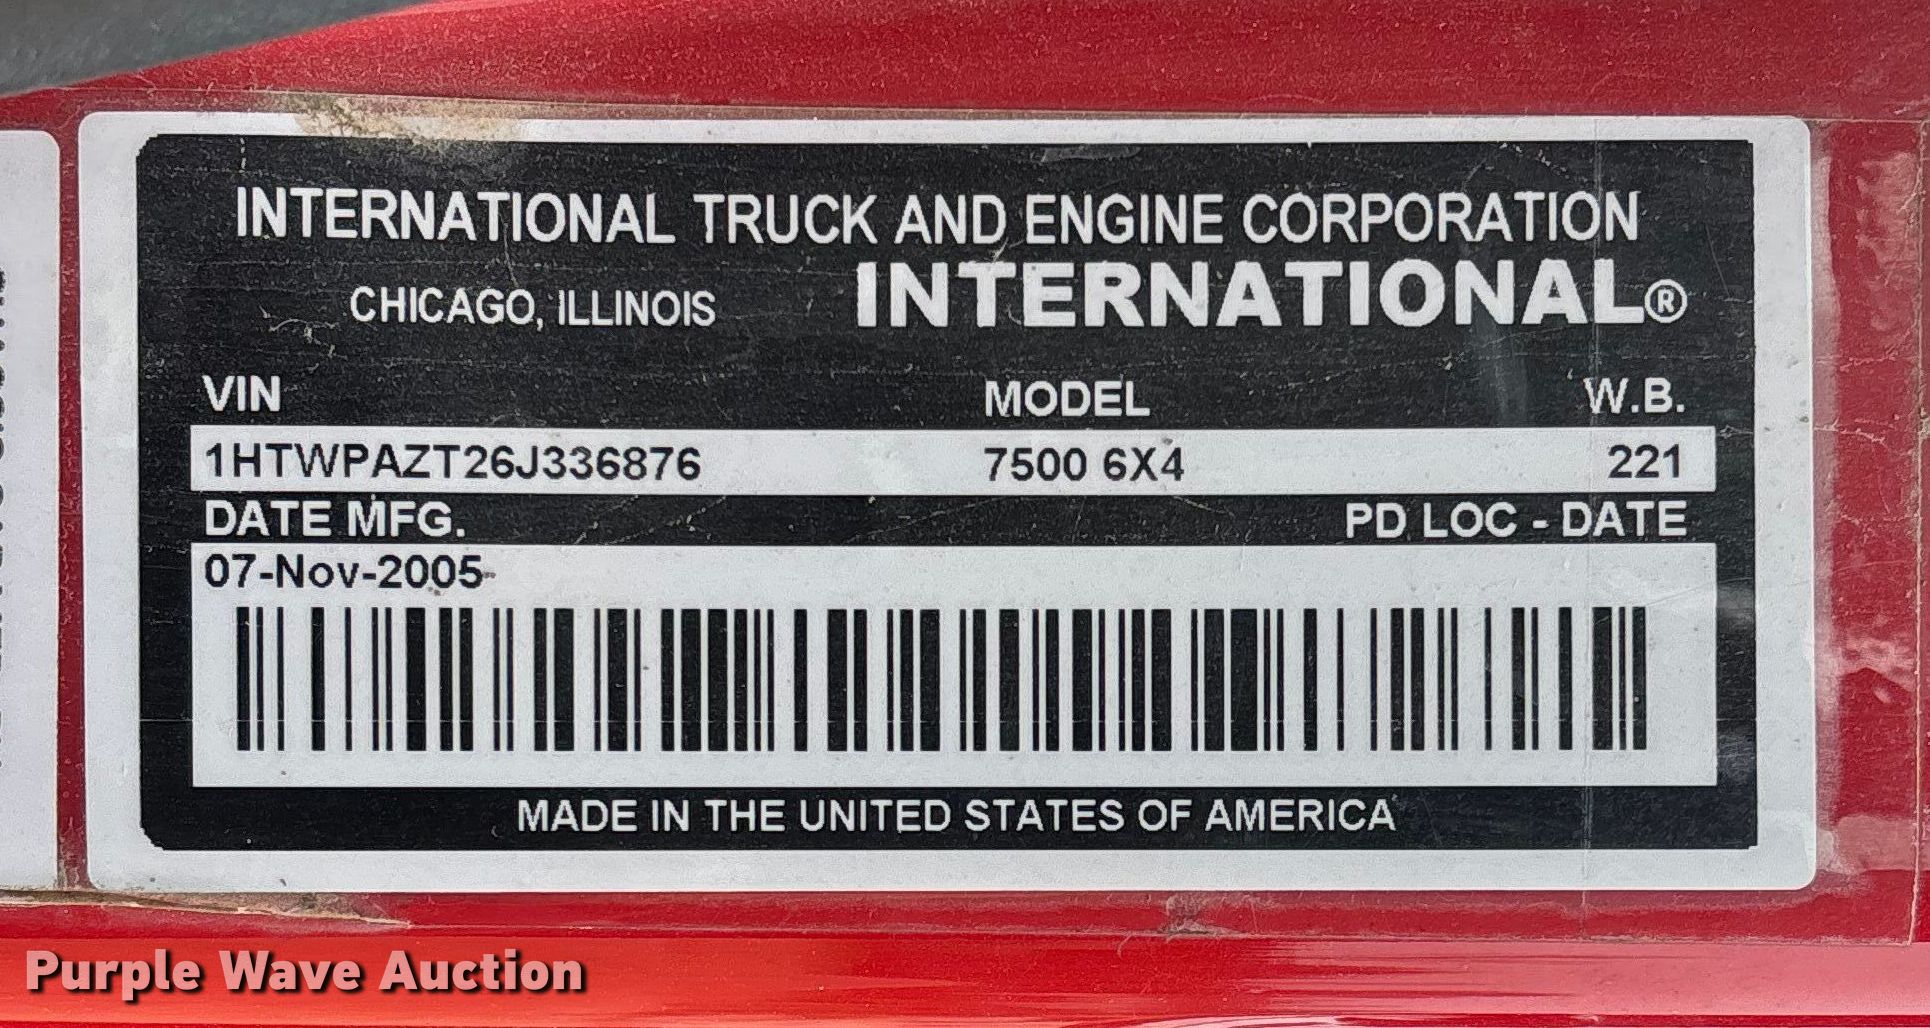 INTERNATIONAL TRUCK AND ENGINE CORPORATION
CHICAGO, ILLINOIS INTERNATIONAL®
VIN MODEL W.B.
1HTWPAZT26J336876 7500 6X4 221
DATE MFG. PD LOC - DATE
07-Nov-2005
MADE IN THE UNITED STATES OF AMERICA
Purple Wave Auction